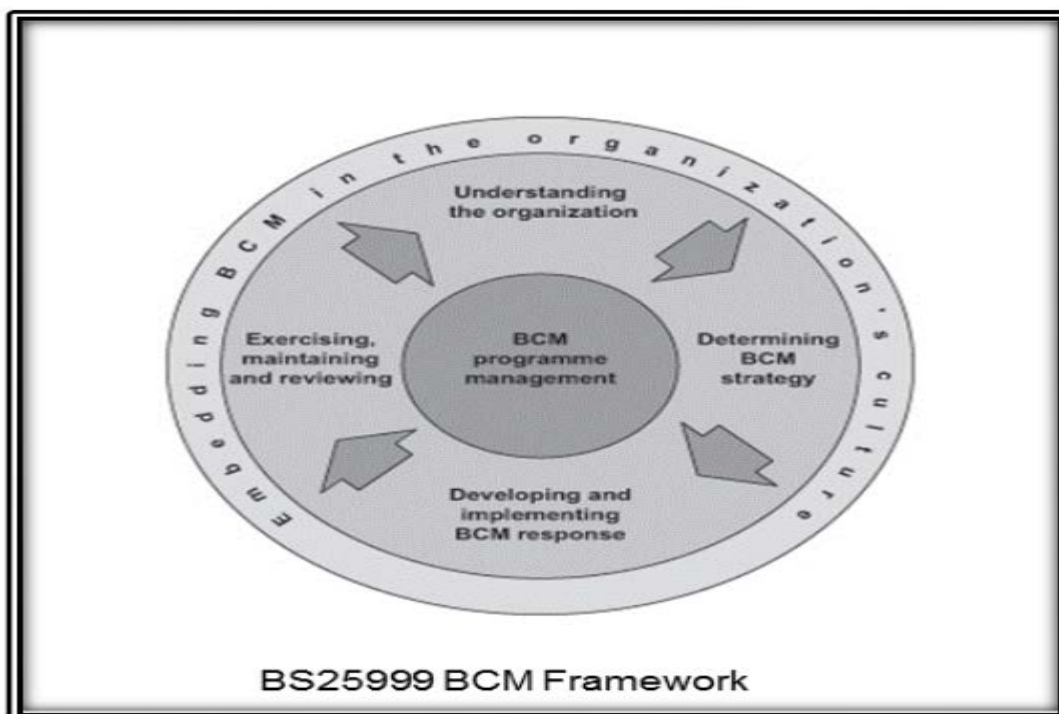 Embedding BCM in the organization's culture
Understanding
the organization
Exercising,
maintaining
and reviewing
BCM
programme
management
Determining
BCM
strategy
Developing and
implementing
BCM response
BS25999 BCM Framework